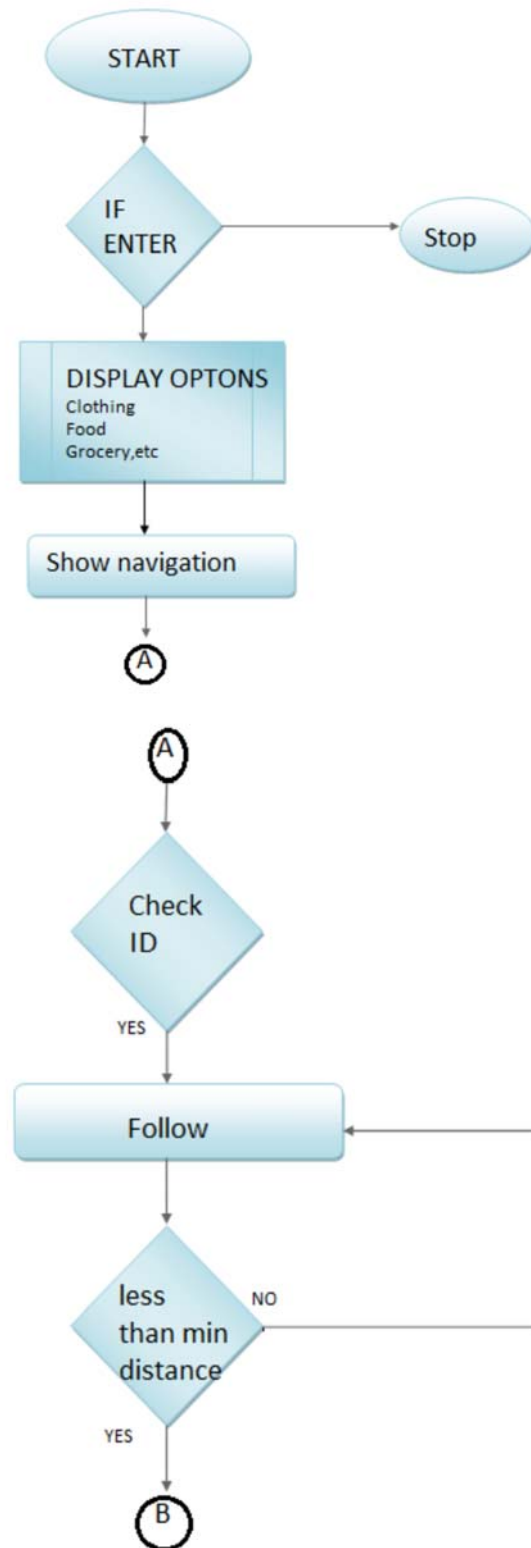 START
IF
ENTER
Stop
DISPLAY OPTONS
Clothing
Food
Grocery,etc
Show navigation
A
A
Check
ID
YES
Follow
less
than min
distance
NO
YES
B